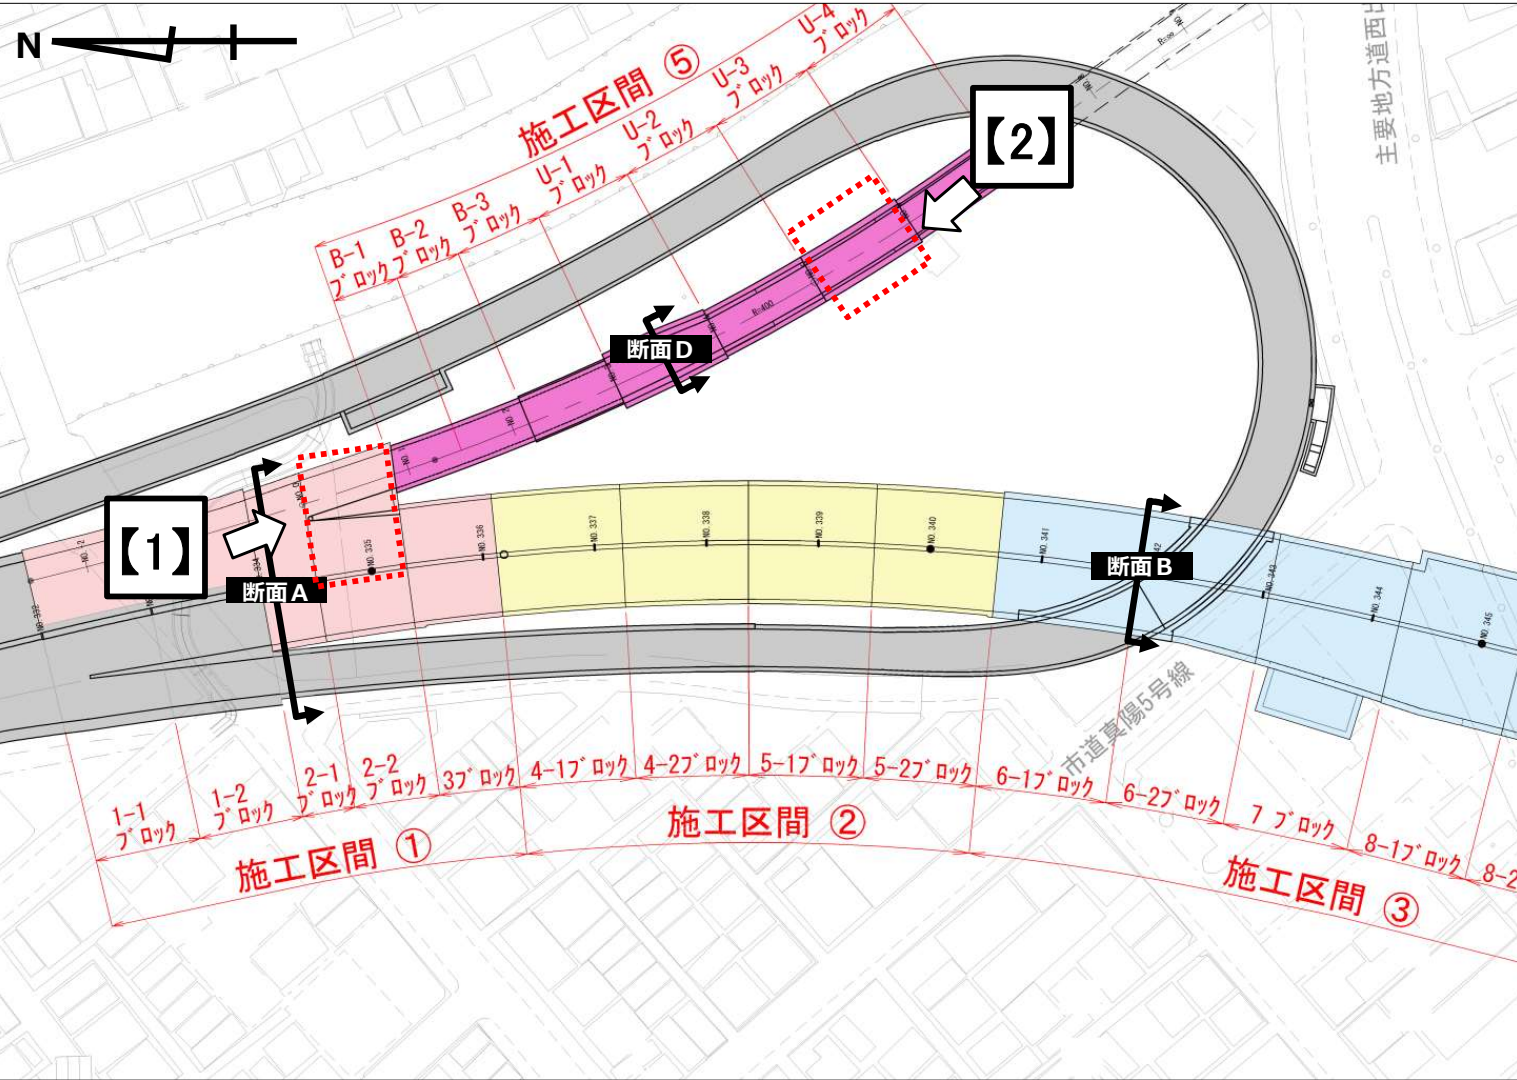 N
施工区間 ⑤
B-1
ブロック
B-2
ブロック
B-3
ブロック
U-1
ブロック
U-2
ブロック
U-3
ブロック
U-4
ブロック
【2】
主要地方道西出
R=400
断面D
【1】
断面A
断面B
NO.332
NO.335
NO.336
NO.337
NO.338
NO.339
NO.340
NO.341
NO.343
NO.344
NO.345
市道真陽5号線
1-1
ブロック
1-2
ブロック
2-1
ブロック
2-2
ブロック
3ブロック
4-1ブロック
4-2ブロック
5-1ブロック
5-2ブロック
6-1ブロック
6-2ブロック
7 ブロック
8-1ブロック
8-2
施工区間 ①
施工区間 ②
施工区間 ③